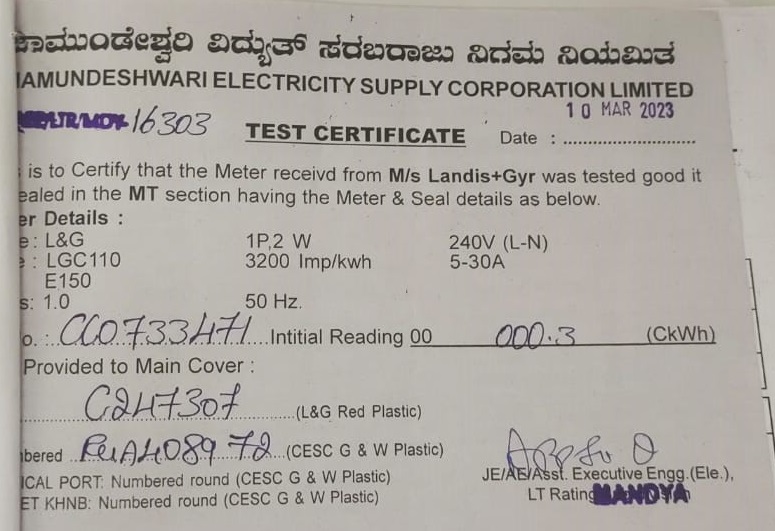 ಚಾಮುಂಡೇಶ್ವರಿ ವಿದ್ಯುತ್ ಸರಬರಾಜು ನಿಗಮ ನಿಯಮಿತ
AMUNDESHWARI ELECTRICITY SUPPLY CORPORATION LIMITED
16303 10 MAR 2023
TEST CERTIFICATE Date :
is to Certify that the Meter receivd from M/s Landis+Gyr was tested good it
ealed in the MT section having the Meter & Seal details as below.
er Details :
e : L&G 1P,2 W 240V (L-N)
e : LGC110 3200 Imp/kwh 5-30A
E150
s: 1.0 50 Hz.
o. : CC0733471 Intitial Reading 00 000.3 (CkWh)
Provided to Main Cover :
C247307 (L&G Red Plastic)
bered 408972 (CESC G & W Plastic)
ICAL PORT: Numbered round (CESC G & W Plastic)
ET KHNB: Numbered round (CESC G & W Plastic)
JE/AE/Asst. Executive Engg.(Ele.),
LT Rating MANDYA